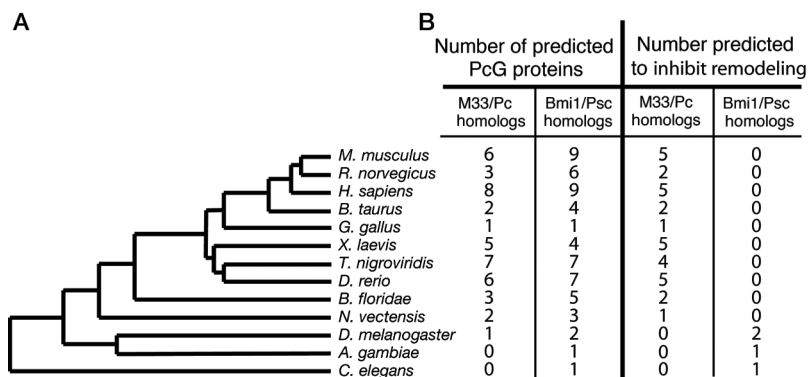 A
B
Number of predicted PcG proteins
Number predicted to inhibit remodeling
M33/Pc homologs
Bmi1/Psc homologs
M33/Pc homologs
Bmi1/Psc homologs
M. musculus 6 9 5 0
R. norvegicus 3 6 2 0
H. sapiens 8 9 5 0
B. taurus 2 4 2 0
G. gallus 1 1 1 0
X. laevis 5 4 5 0
T. nigroviridis 7 7 4 0
D. rerio 6 7 5 0
B. floridae 3 5 2 0
N. vectensis 2 3 1 0
D. melanogaster 1 2 0 2
A. gambiae 0 1 0 1
C. elegans 0 1 0 1